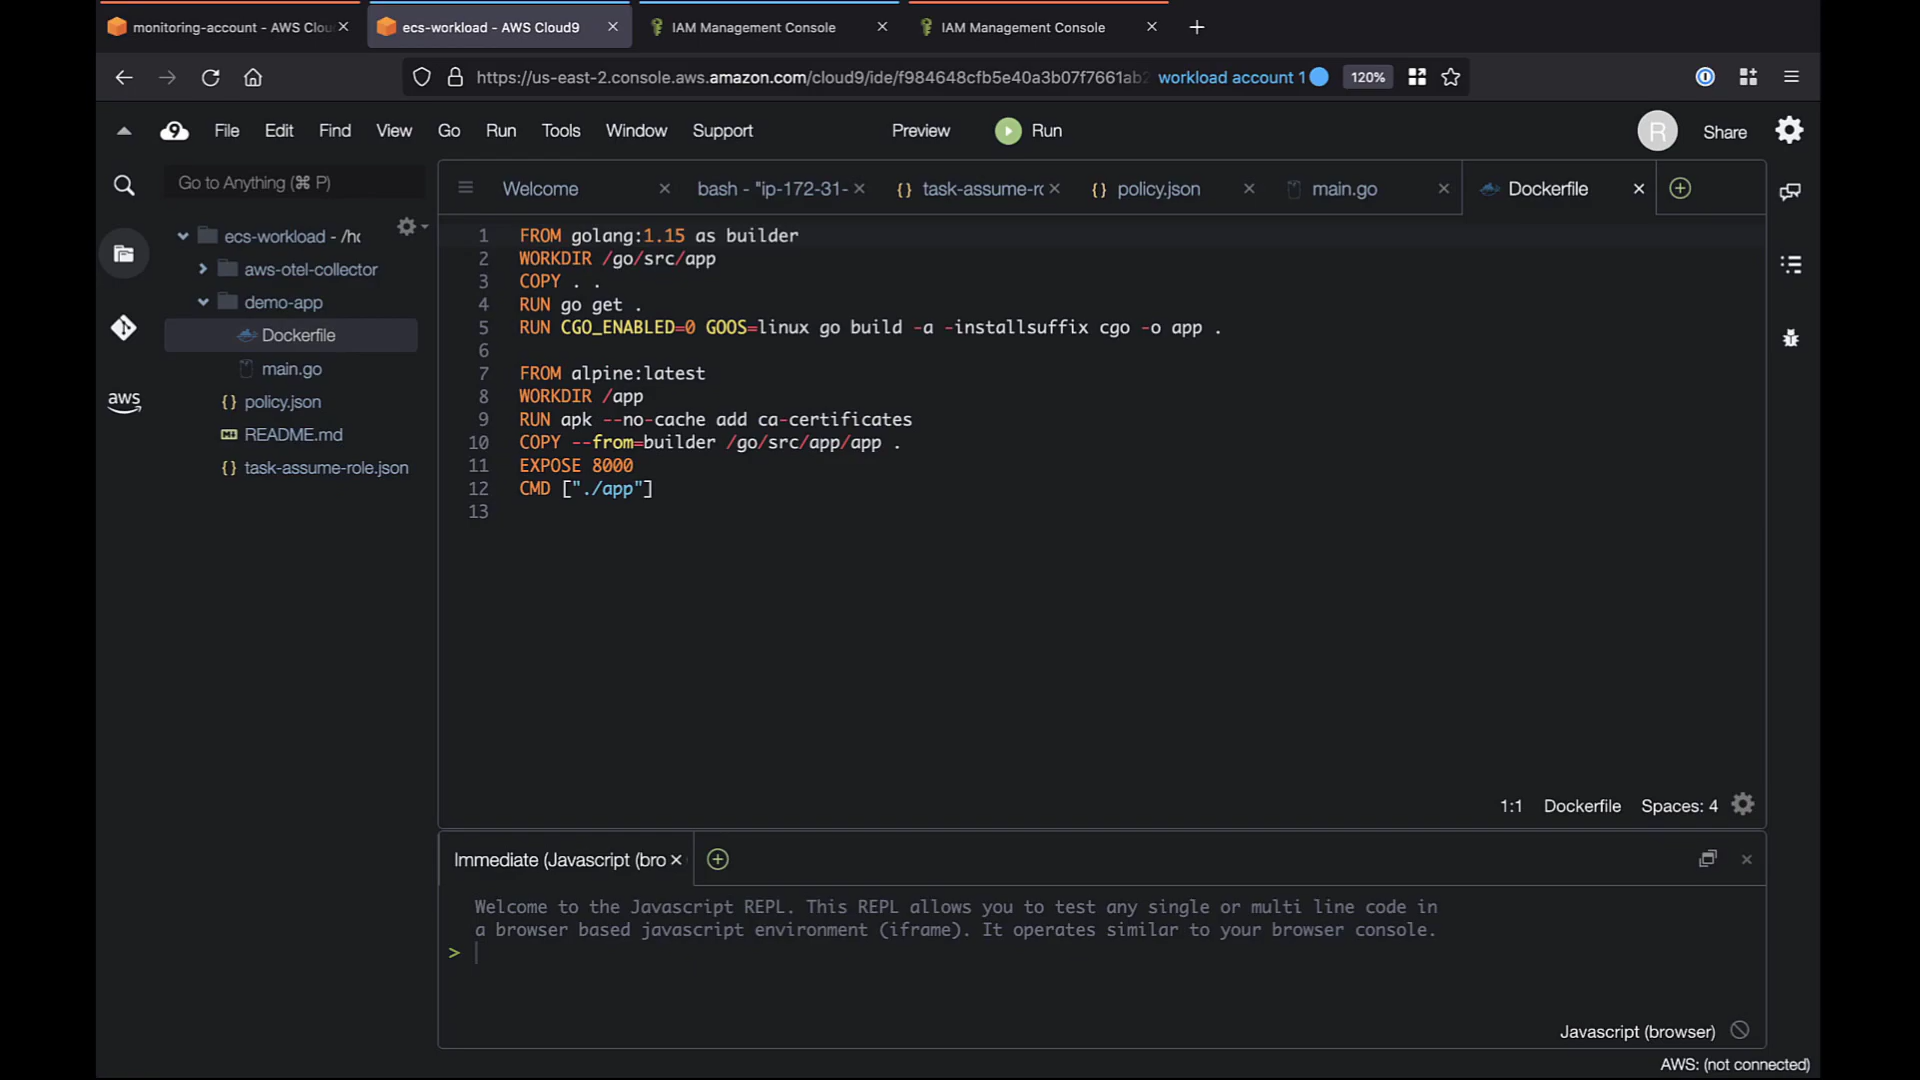 monitoring-account - AWS Clou
ecs-workload - AWS Cloud9
IAM Management Console
IAM Management Console
https://us-east-2.console.aws.amazon.com/cloud9/ide/f984648cfb5e40a3b07f7661ab2
workload account 1
120%
9 File Edit Find View Go Run Tools Window Support Preview Run R Share
Go to Anything (⌘ P)
Welcome
bash - "ip-172-31-
{} task-assume-ro
{} policy.json
main.go
Dockerfile
ecs-workload - /ho
aws-otel-collector
demo-app
Dockerfile
main.go
{} policy.json
README.md
{} task-assume-role.json
aws
1 FROM golang:1.15 as builder
2 WORKDIR /go/src/app
3 COPY . .
4 RUN go get .
5 RUN CGO_ENABLED=0 GOOS=linux go build -a -installsuffix cgo -o app .
6
7 FROM alpine:latest
8 WORKDIR /app
9 RUN apk --no-cache add ca-certificates
10 COPY --from=builder /go/src/app/app .
11 EXPOSE 8000
12 CMD ["./app"]
13
1:1 Dockerfile Spaces: 4
Immediate (Javascript (bro
Welcome to the Javascript REPL. This REPL allows you to test any single or multi line code in
a browser based javascript environment (iframe). It operates similar to your browser console.
>
Javascript (browser)
AWS: (not connected)